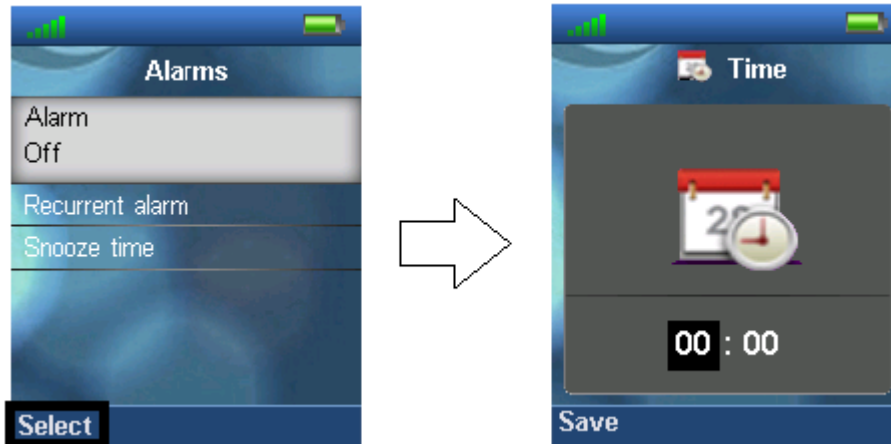 Alarms
Alarm
Off
Recurrent alarm
Snooze time
Select
Time
00 : 00
Save